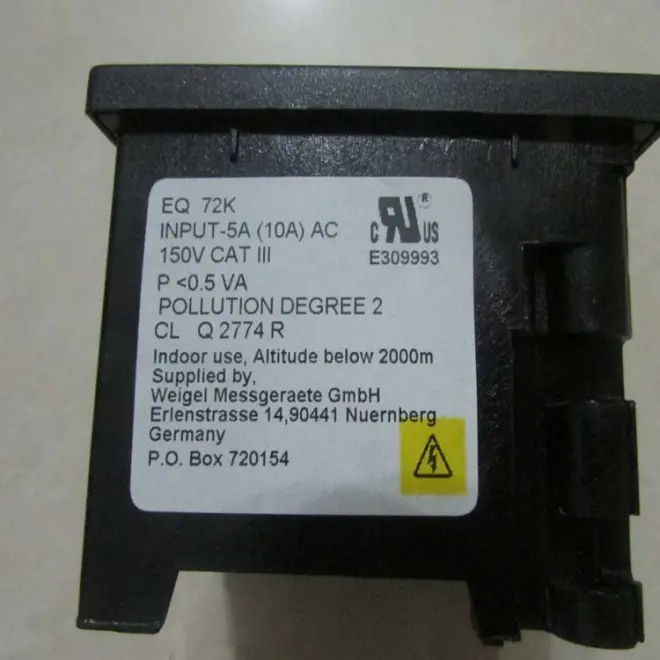 EQ 72K
INPUT-5A (10A) AC
150V CAT III
P <0.5 VA
POLLUTION DEGREE 2
CL Q 2774 R
c RU ® US
E309993
Indoor use, Altitude below 2000m
Supplied by,
Weigel Messgeraete GmbH
Erlenstrasse 14,90441 Nuernberg
Germany
P.O. Box 720154